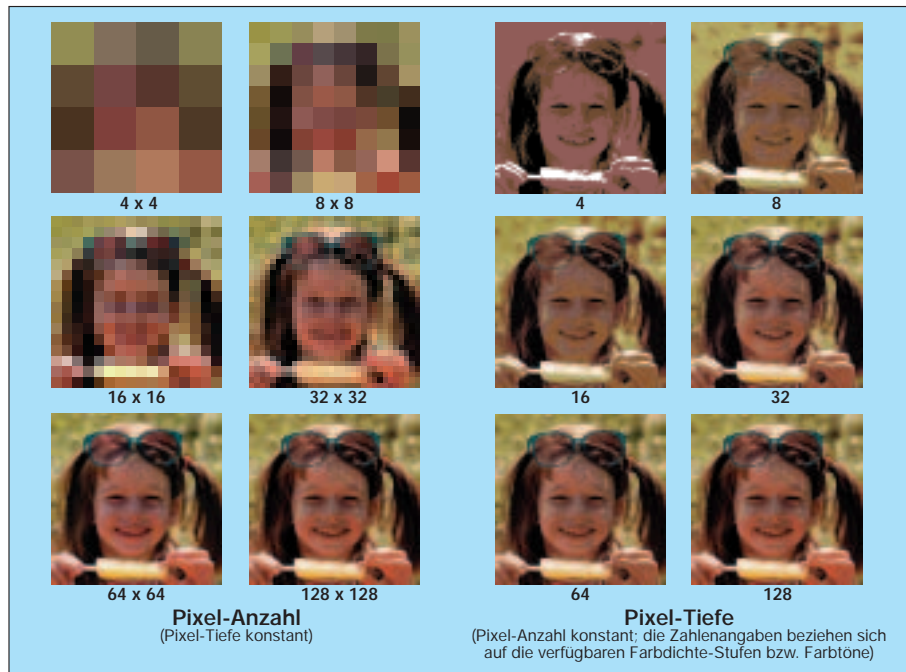 4 x 4
8 x 8
4
8
16 x 16
32 x 32
16
32
64 x 64
128 x 128
64
128
Pixel-Anzahl
(Pixel-Tiefe konstant)
Pixel-Tiefe
(Pixel-Anzahl konstant; die Zahlenangaben beziehen sich
auf die verfügbaren Farbdichte-Stufen bzw. Farbtöne)